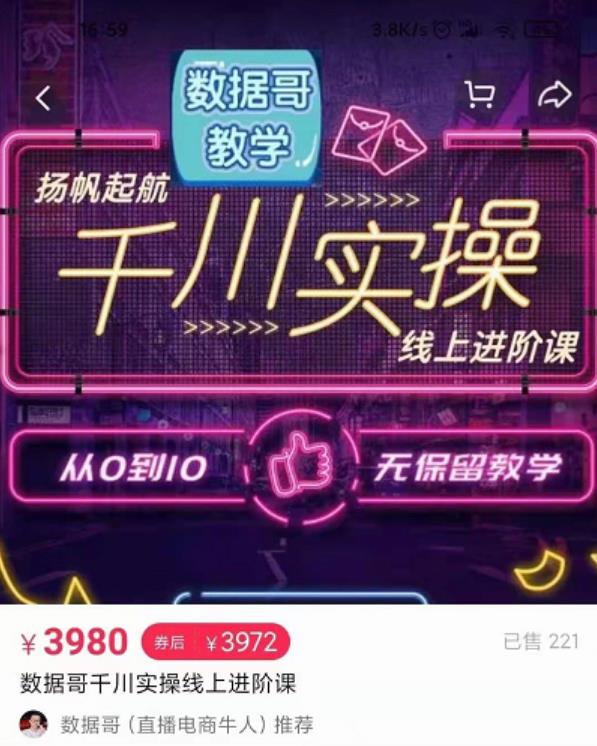 16:59
3.8K/s
数据哥
教学
扬帆起航
>>>>>>
千川实操
>>>>>>
线上进阶课
从0到10
无保留教学
¥3980 券后 ¥3972
已售 221
数据哥千川实操线上进阶课
数据哥(直播电商牛人)推荐